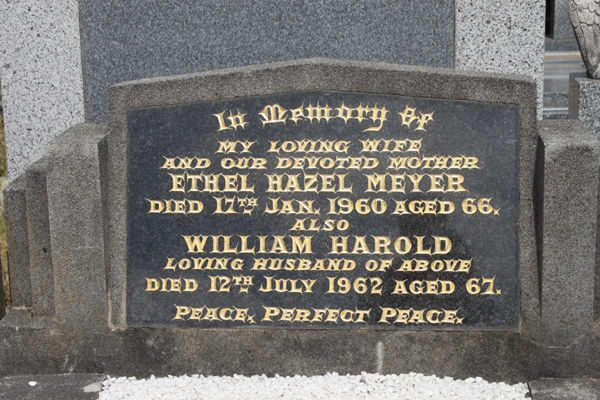 In Memory Of
MY LOVING WIFE
AND OUR DEVOTED MOTHER
ETHEL HAZEL MEYER
DIED 17TH JAN. 1960 AGED 66.
ALSO
WILLIAM HAROLD
LOVING HUSBAND OF ABOVE
DIED 12TH JULY 1962 AGED 67.
PEACE, PERFECT PEACE.